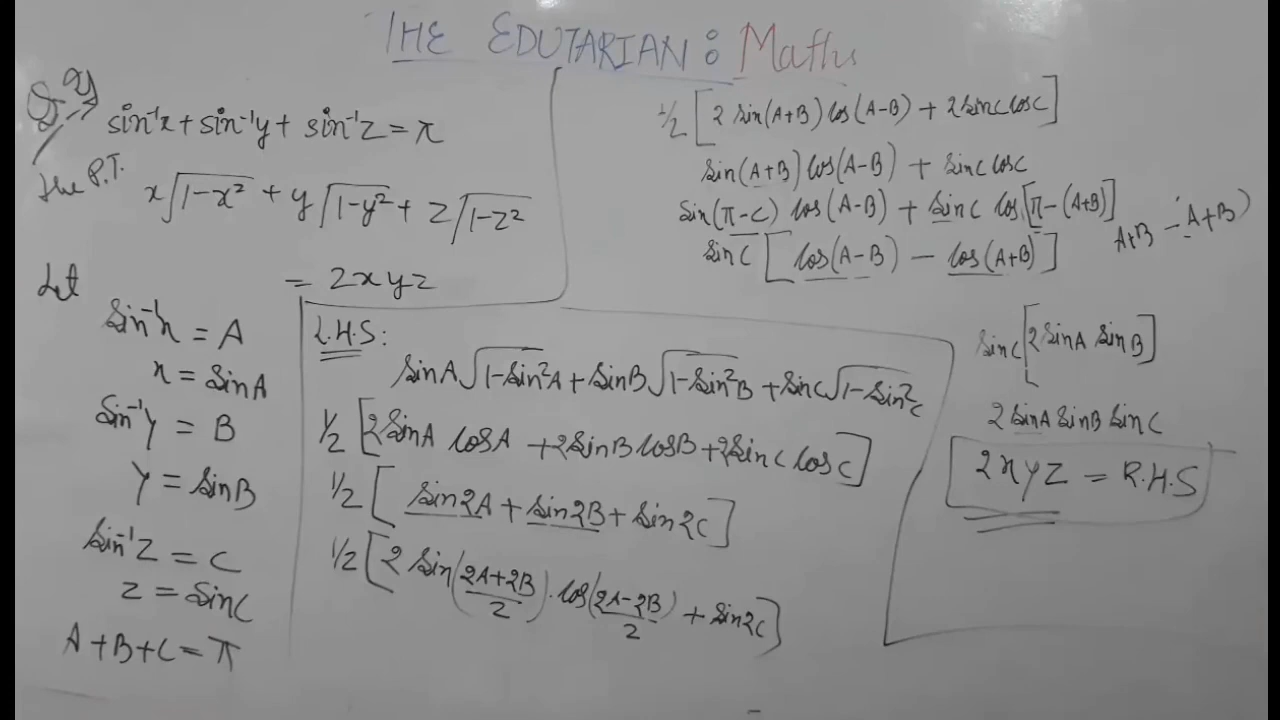 THE EDUTARIAN : Maths
sin⁻¹x + sin⁻¹y + sin⁻¹z = π
the P.T.
x√(1-x²) + y√(1-y²) + z√(1-z²)
= 2xyz
Let
Sin⁻¹x = A
x = SinA
Sin⁻¹y = B
y = SinB
Sin⁻¹z = C
z = SinC
A+B+C = π
L.H.S:
SinA√(1-Sin²A) + SinB√(1-Sin²B) + SinC√(1-Sin²C)
1/2 [2SinA CosA + 2SinB CosB + 2SinC CosC]
1/2 [Sin2A + Sin2B + Sin2C]
1/2 [2 Sin((2A+2B)/2) . Cos((2A-2B)/2) + Sin2C]
1/2 [2 Sin(A+B) Cos(A-B) + 2SinC CosC]
Sin(A+B) Cos(A-B) + SinC CosC
Sin(π-C) Cos(A-B) + SinC Cos[π-(A+B)]
SinC [Cos(A-B) - Cos(A+B)]
A+B - (A+B)
SinC [2SinA SinB]
2SinA SinB SinC
2xyz = R.H.S